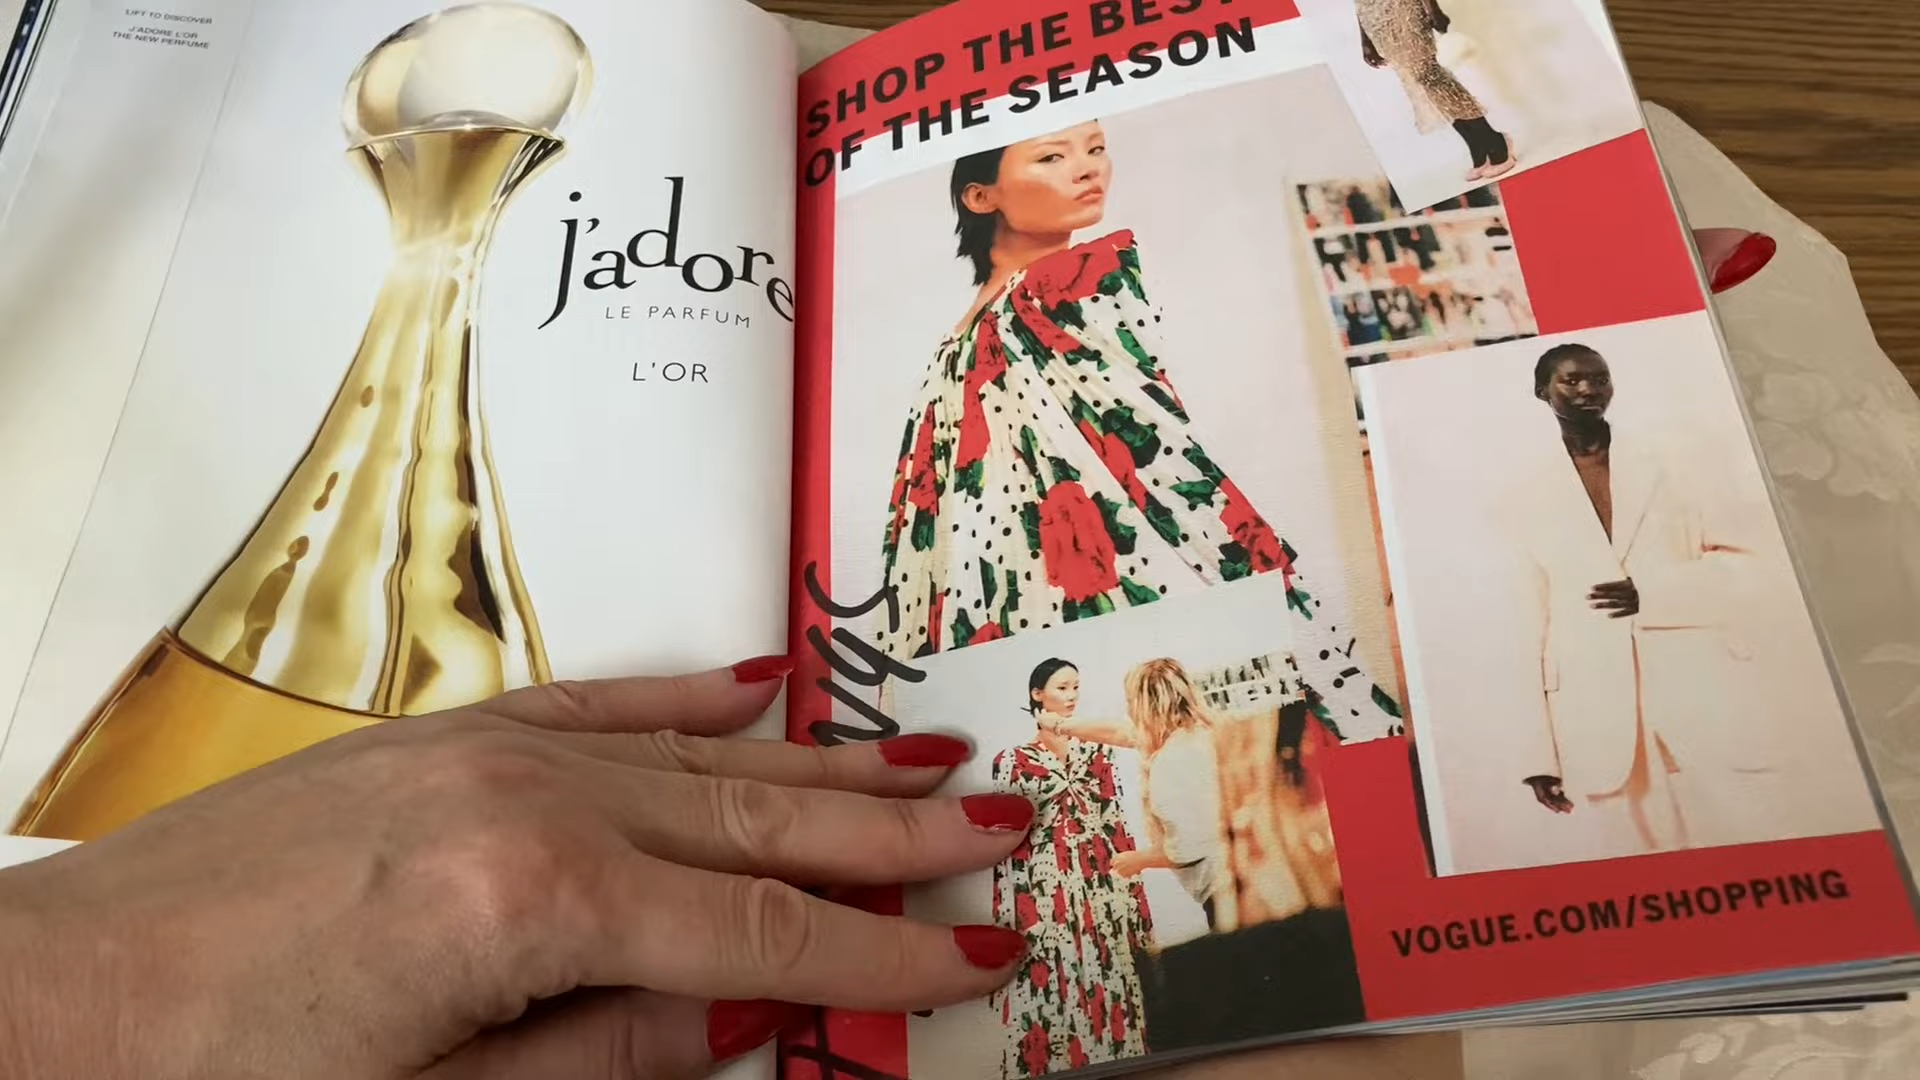 LIFT TO DISCOVER
J'ADORE L'OR
THE NEW PERFUME
j'adore
LE PARFUM
L'OR
SHOP THE BEST
OF THE SEASON
VOGUE.COM/SHOPPING